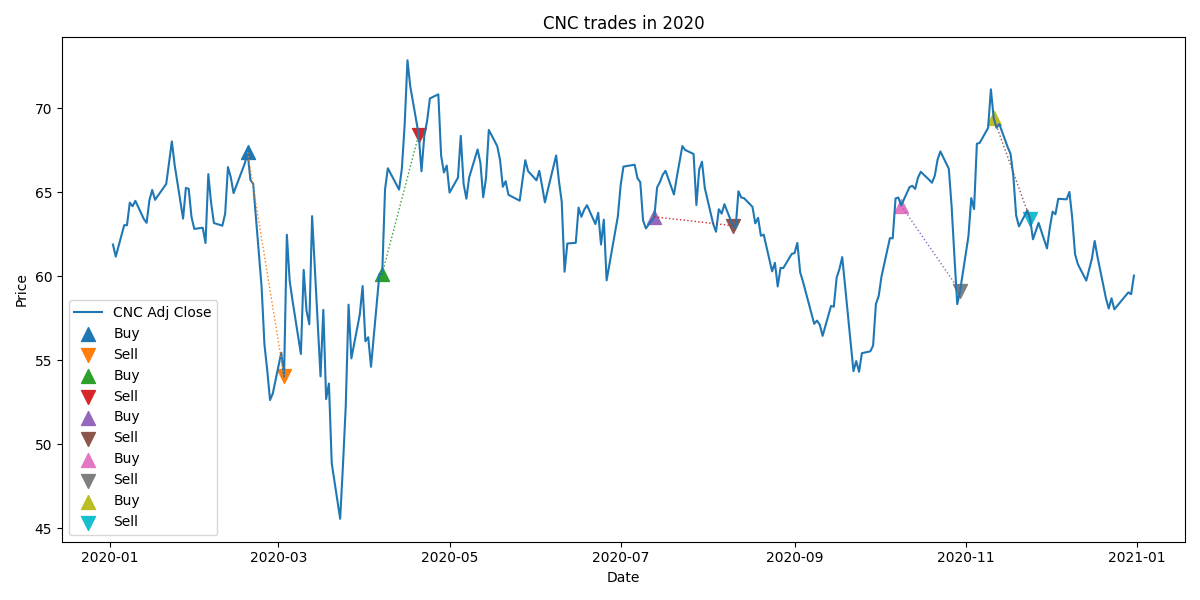 CNC trades in 2020
Price
70
65
60
55
50
45
CNC Adj Close
Buy
Sell
Buy
Sell
Buy
Sell
Buy
Sell
Buy
Sell
2020-01
2020-03
2020-05
2020-07
2020-09
2020-11
2021-01
Date